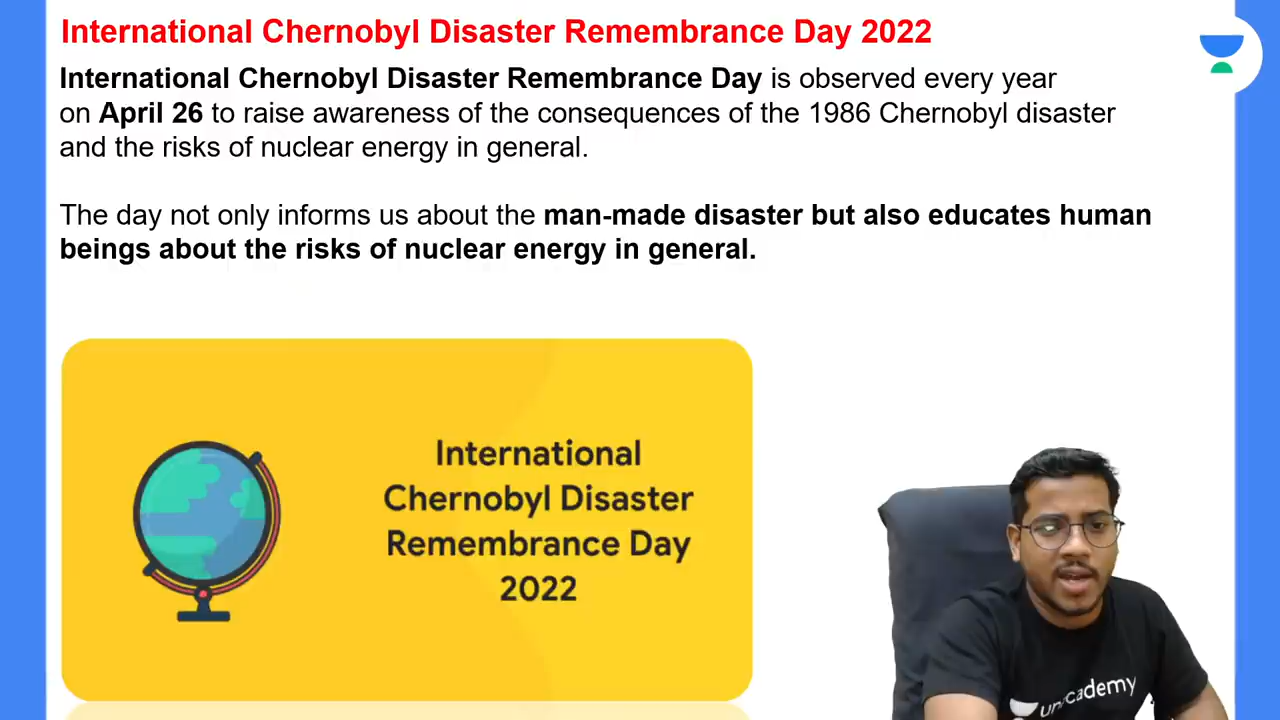 International Chernobyl Disaster Remembrance Day 2022
International Chernobyl Disaster Remembrance Day is observed every year
on April 26 to raise awareness of the consequences of the 1986 Chernobyl disaster
and the risks of nuclear energy in general.
The day not only informs us about the man-made disaster but also educates human
beings about the risks of nuclear energy in general.
International
Chernobyl Disaster
Remembrance Day
2022
unacademy